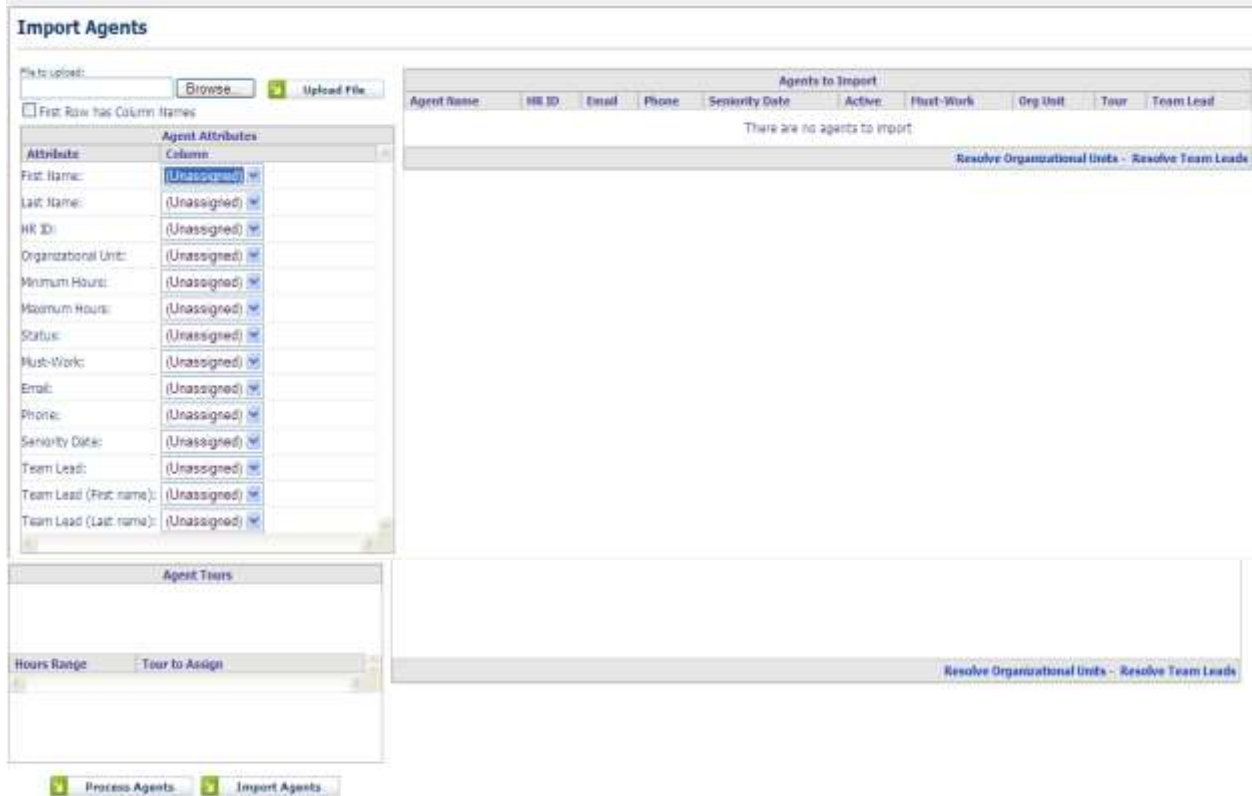 Import Agents
File to upload:
Browse... Upload File
First Row has Column Names
Agent Attributes
Attribute Column
First Name: (Unassigned)
Last Name: (Unassigned)
HR ID: (Unassigned)
Organizational Unit: (Unassigned)
Minimum Hours: (Unassigned)
Maximum Hours: (Unassigned)
Status: (Unassigned)
Must-Work: (Unassigned)
Email: (Unassigned)
Phone: (Unassigned)
Seniority Date: (Unassigned)
Team Lead: (Unassigned)
Team Lead (First name): (Unassigned)
Team Lead (Last name): (Unassigned)
Agents to Import
Agent Name HR ID Email Phone Seniority Date Active Must-Work Org Unit Tour Team Lead
There are no agents to import
Resolve Organizational Units - Resolve Team Leads
Agent Tours
Hours Range Tour to Assign
Resolve Organizational Units - Resolve Team Leads
Process Agents Import Agents